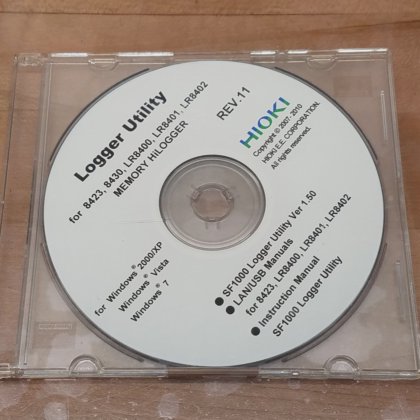 Logger Utility
for 8423, 8430, LR8400, LR8401, LR8402
MEMORY HiLOGGER
REV.11
HIOKI
Copyright © 2007-2010
HIOKI E.E. CORPORATION.
All rights reserved.
for Windows® 2000/XP
Windows® Vista
Windows® 7
● SF1000 Logger Utility Ver 1.50
● LAN/USB Manuals
for 8423, LR8400, LR8401, LR8402
● Instruction Manual
SF1000 Logger Utility